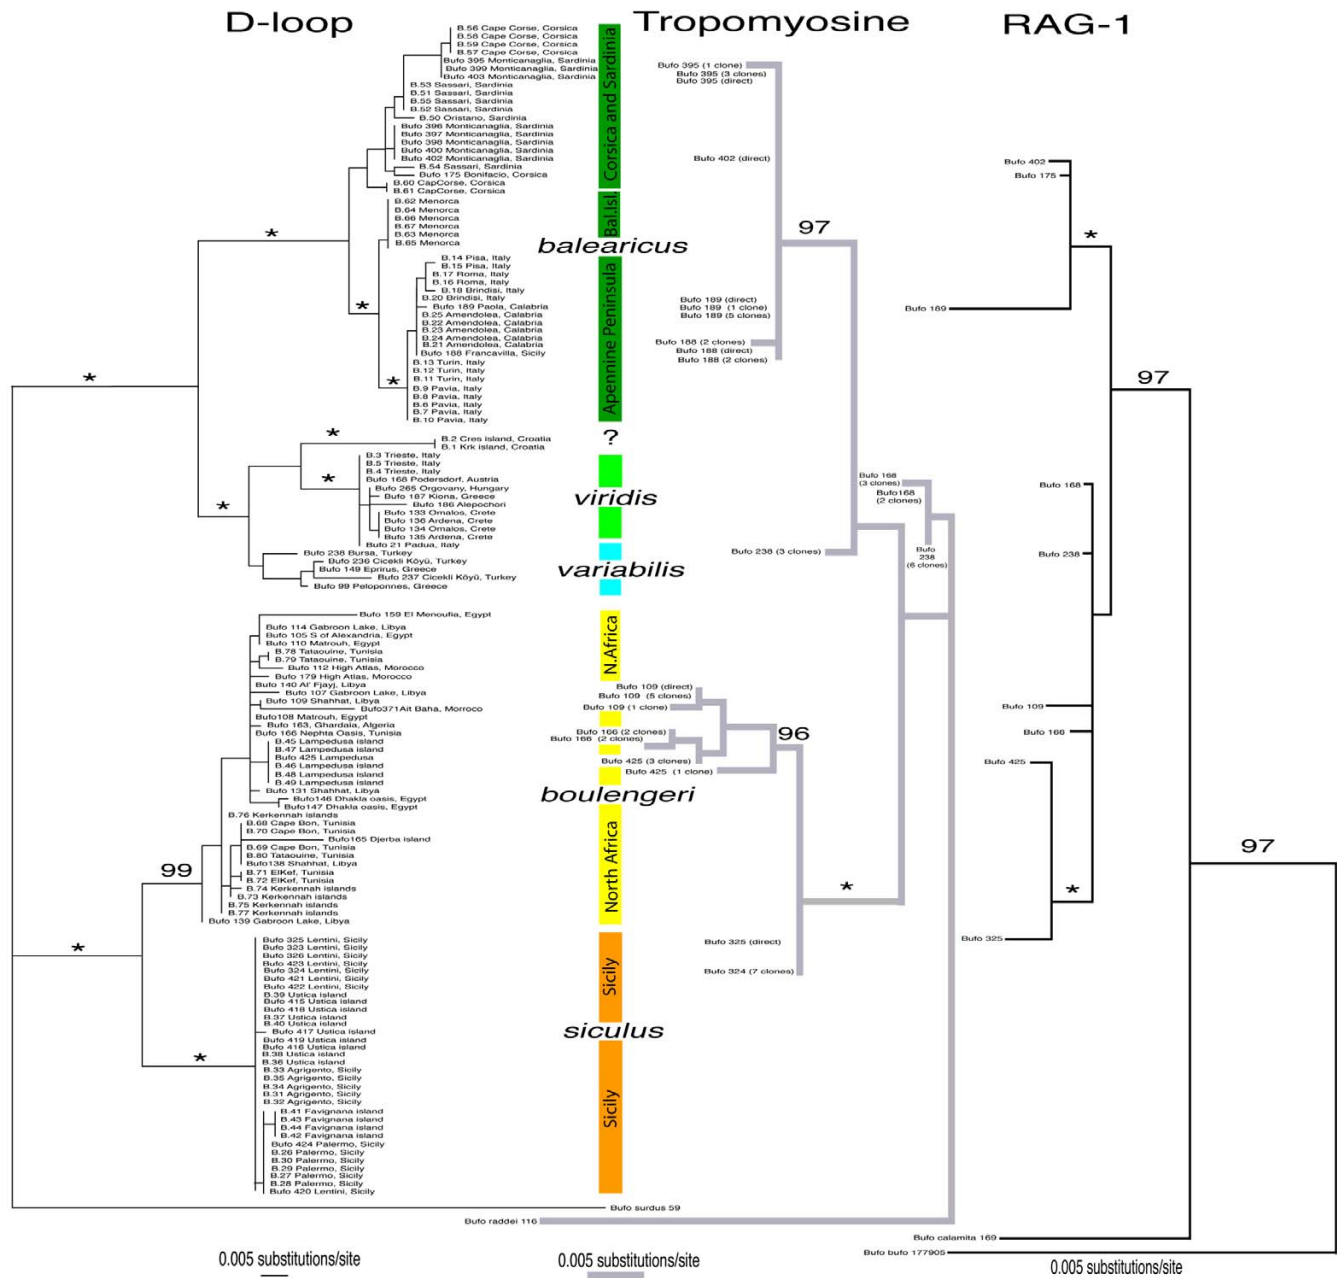 D-loop
Tropomyosine
RAG-1
B.56 Cape Corse, Corsica
B.58 Cape Corse, Corsica
B.59 Cape Corse, Corsica
B.57 Cape Corse, Corsica
Bufo 395 Monticanaglia, Sardinia
Bufo 399 Monticanaglia, Sardinia
Bufo 403 Monticanaglia, Sardinia
B.53 Sassari, Sardinia
B.51 Sassari, Sardinia
B.55 Sassari, Sardinia
B.52 Sassari, Sardinia
B.50 Oristano, Sardinia
Bufo 396 Monticanaglia, Sardinia
Bufo 397 Monticanaglia, Sardinia
Bufo 398 Monticanaglia, Sardinia
Bufo 400 Monticanaglia, Sardinia
Bufo 402 Monticanaglia, Sardinia
B.54 Sassari, Sardinia
Bufo 175 Bonifacio, Corsica
B.60 CapCorse, Corsica
B.61 CapCorse, Corsica
B.62 Menorca
B.64 Menorca
B.66 Menorca
B.67 Menorca
B.63 Menorca
B.65 Menorca
B.14 Pisa, Italy
B.15 Pisa, Italy
B.17 Roma, Italy
B.16 Roma, Italy
B.18 Brindisi, Italy
B.20 Brindisi, Italy
Bufo 189 Paola, Calabria
B.25 Amendolea, Calabria
B.22 Amendolea, Calabria
B.23 Amendolea, Calabria
B.24 Amendolea, Calabria
B.21 Amendolea, Calabria
Bufo 188 Francavilla, Sicily
B.13 Turin, Italy
B.12 Turin, Italy
B.11 Turin, Italy
B.9 Pavia, Italy
B.8 Pavia, Italy
B.6 Pavia, Italy
B.7 Pavia, Italy
B.10 Pavia, Italy
B.2 Cres island, Croatia
B.1 Krk island, Croatia
B.3 Trieste, Italy
B.5 Trieste, Italy
B.4 Trieste, Italy
Bufo 168 Podersdorf, Austria
Bufo 265 Orgovany, Hungary
Bufo 187 Kiona, Greece
Bufo 186 Alepochori
Bufo 133 Omalos, Crete
Bufo 136 Ardena, Crete
Bufo 134 Omalos, Crete
Bufo 135 Ardena, Crete
Bufo 21 Padua, Italy
Bufo 238 Bursa, Turkey
Bufo 236 Cicekli Köyü, Turkey
Bufo 149 Eprirus, Greece
Bufo 237 Cicekli Köyü, Turkey
Bufo 99 Peloponnes, Greece
Bufo 159 El Menoufia, Egypt
Bufo 114 Gabroon Lake, Libya
Bufo 105 S of Alexandria, Egypt
Bufo 110 Matrouh, Egypt
B.78 Tataouine, Tunisia
B.79 Tataouine, Tunisia
Bufo 112 High Atlas, Morocco
Bufo 179 High Atlas, Morocco
Bufo 140 Al' Fjayj, Libya
Bufo 107 Gabroon Lake, Libya
Bufo 109 Shahhat, Libya
Bufo371Ait Baha, Morroco
Bufo108 Matrouh, Egypt
Bufo 163, Ghardaia, Algeria
Bufo 166 Nephta Oasis, Tunisia
B.45 Lampedusa island
B.47 Lampedusa island
Bufo 425 Lampedusa
B.46 Lampedusa island
B.48 Lampedusa island
B.49 Lampedusa island
Bufo 131 Shahhat, Libya
Bufo146 Dhakla oasis, Egypt
Bufo147 Dhakla oasis, Egypt
B.76 Kerkennah islands
B.68 Cape Bon, Tunisia
B.70 Cape Bon, Tunisia
Bufo165 Djerba island
B.69 Cape Bon, Tunisia
B.80 Tataouine, Tunisia
Bufo138 Shahhat, Libya
B.71 ElKef, Tunisia
B.72 ElKef, Tunisia
B.74 Kerkennah islands
B.73 Kerkennah islands
B.75 Kerkennah islands
B.77 Kerkennah islands
Bufo 139 Gabroon Lake, Libya
Bufo 325 Lentini, Sicily
Bufo 323 Lentini, Sicily
Bufo 326 Lentini, Sicily
Bufo 423 Lentini, Sicily
Bufo 324 Lentini, Sicily
Bufo 421 Lentini, Sicily
Bufo 422 Lentini, Sicily
B.39 Ustica island
Bufo 415 Ustica island
Bufo 418 Ustica island
B.37 Ustica island
B.40 Ustica island
Bufo 417 Ustica island
Bufo 419 Ustica island
Bufo 416 Ustica island
B.38 Ustica island
B.36 Ustica island
B.33 Agrigento, Sicily
B.35 Agrigento, Sicily
B.34 Agrigento, Sicily
B.31 Agrigento, Sicily
B.32 Agrigento, Sicily
B.41 Favignana island
B.43 Favignana island
B.44 Favignana island
B.42 Favignana island
Bufo 424 Palermo, Sicily
B.26 Palermo, Sicily
B.30 Palermo, Sicily
B.29 Palermo, Sicily
B.27 Palermo, Sicily
B.28 Palermo, Sicily
Bufo 420 Lentini, Sicily
Bufo surdus 59
*
*
*
*
*
*
*
*
*
99
0.005 substitutions/site
Corsica and Sardinia
Bal.Isl.
balearicus
Apennine Peninsula
?
viridis
variabilis
N.Africa
boulengeri
North Africa
Sicily
siculus
Sicily
Bufo 395 (1 clone)
Bufo 395 (3 clones)
Bufo 395 (direct)
Bufo 402 (direct)
97
Bufo 189 (direct)
Bufo 189 (1 clone)
Bufo 189 (5 clones)
Bufo 188 (2 clones)
Bufo 188 (direct)
Bufo 188 (2 clones)
Bufo 168
(3 clones)
Bufo168
(2 clones)
Bufo 238 (3 clones)
Bufo
238
(6 clones)
Bufo 109 (direct)
Bufo 109 (5 clones)
Bufo 109 (1 clone)
Bufo 166 (2 clones)
Bufo 166 (2 clones)
96
Bufo 425 (3 clones)
Bufo 425 (1 clone)
*
Bufo 325 (direct)
Bufo 324 (7 clones)
Bufo raddei 116
0.005 substitutions/site
Bufo 402
Bufo 175
*
Bufo 189
97
Bufo 168
Bufo 238
Bufo 109
Bufo 166
Bufo 425
97
*
Bufo 325
Bufo calamita 169
Bufo bufo 177905
0.005 substitutions/site